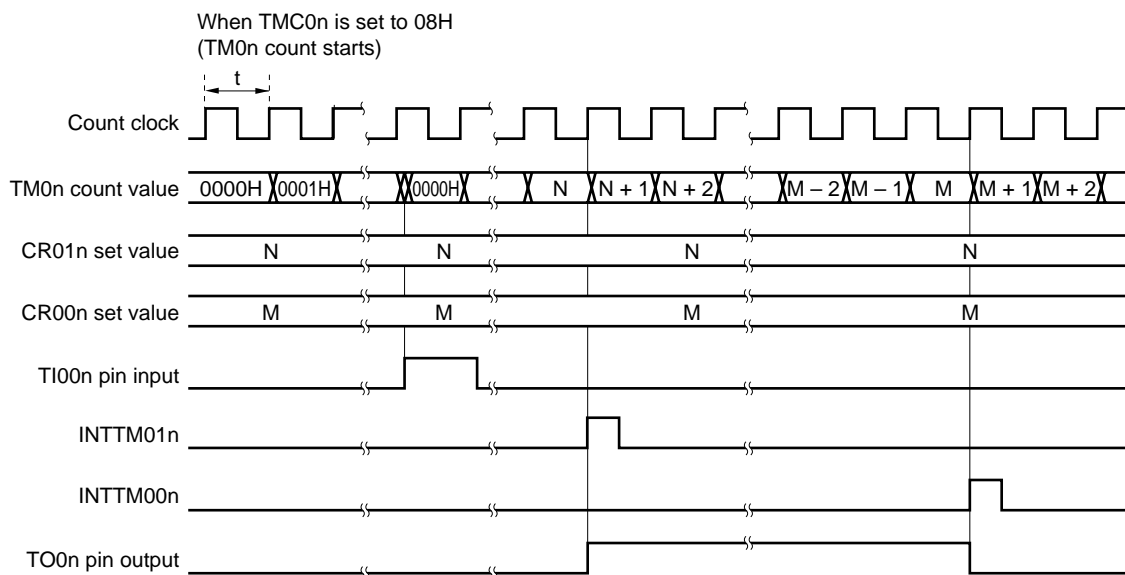 When TMC0n is set to 08H
(TM0n count starts)
t
Count clock
TM0n count value 0000H 0001H 0000H N N + 1 N + 2 M – 2 M – 1 M M + 1 M + 2
CR01n set value N N N N
CR00n set value M M M M
TI00n pin input
INTTM01n
INTTM00n
TO0n pin output